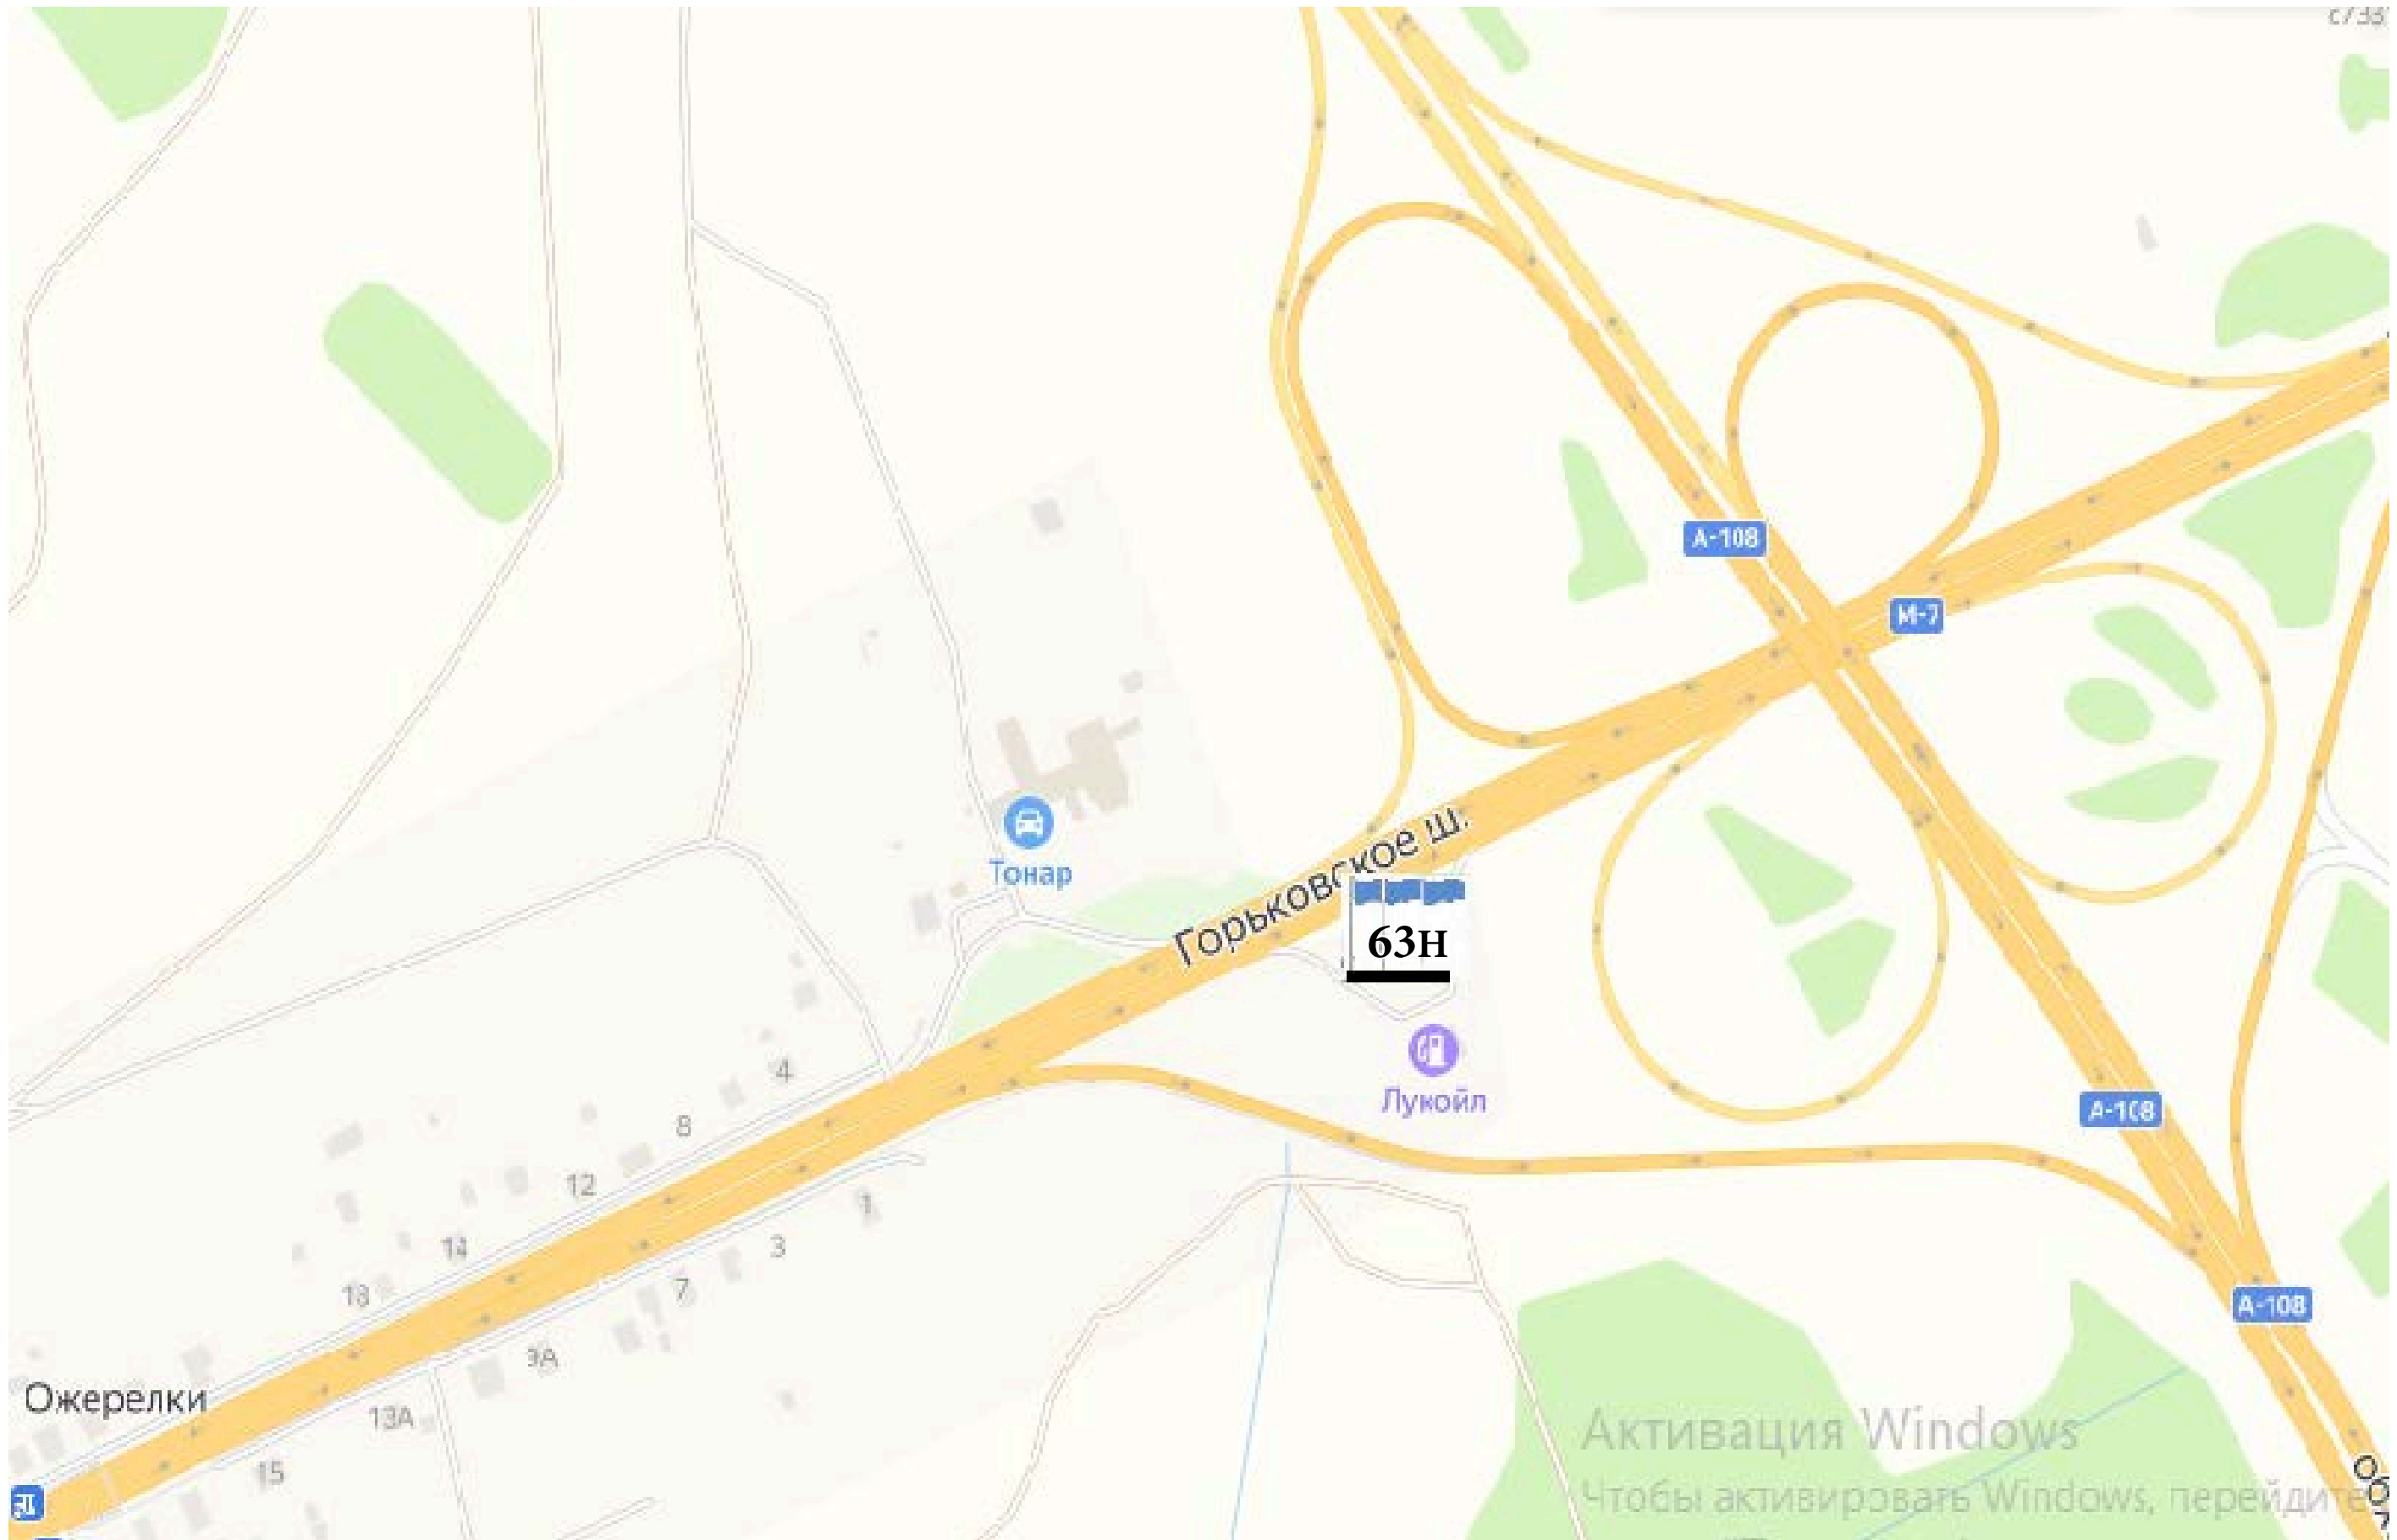 А-108
М-7
Тонар
Горьковское ш.
63Н
4
Лукойл
А-108
8
12
1
14
3
7
18
А-108
9А
Ожерелки
13А
15
Активация Windows
Чтобы активировать Windows, перейдите